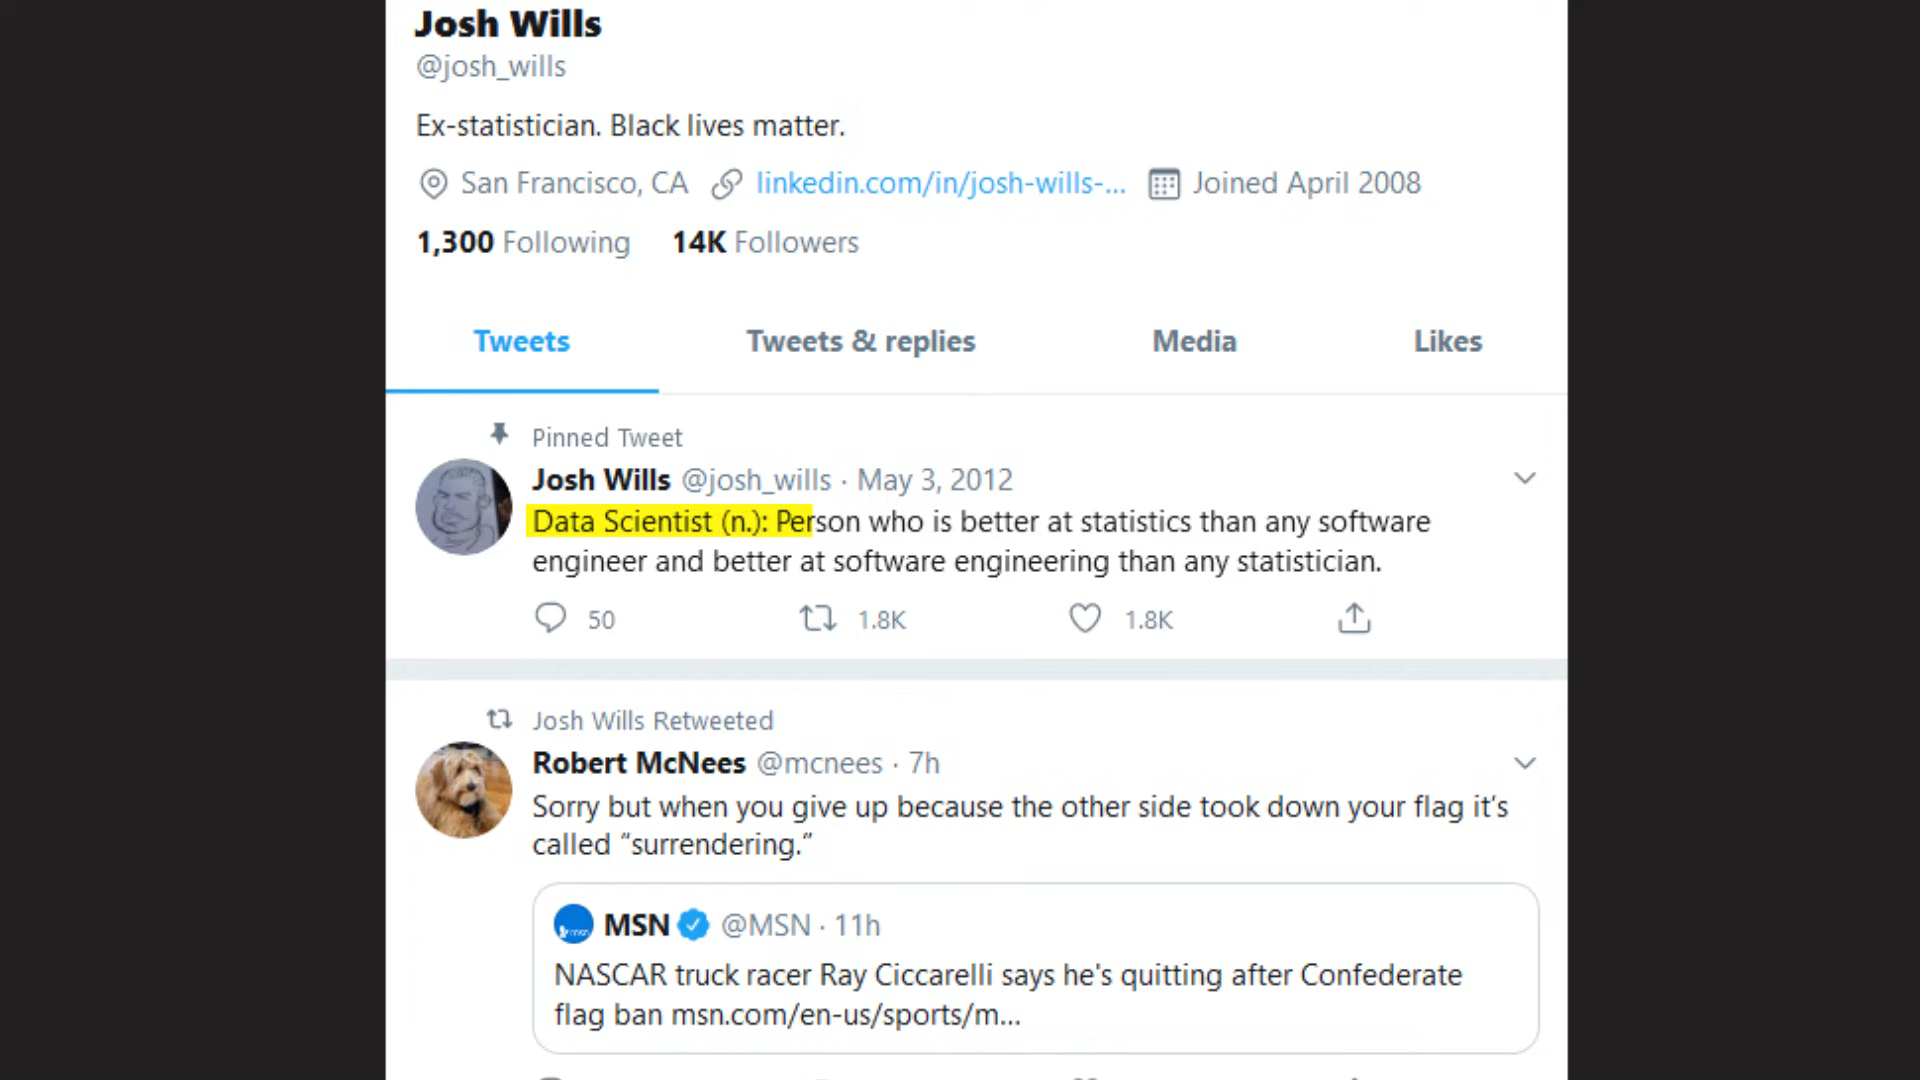 Josh Wills
@josh_wills
Ex-statistician. Black lives matter.
San Francisco, CA linkedin.com/in/josh-wills-... Joined April 2008
1,300 Following 14K Followers
Tweets Tweets & replies Media Likes
Pinned Tweet
Josh Wills @josh_wills · May 3, 2012
Data Scientist (n.): Person who is better at statistics than any software
engineer and better at software engineering than any statistician.
50 1.8K 1.8K
Josh Wills Retweeted
Robert McNees @mcnees · 7h
Sorry but when you give up because the other side took down your flag it's
called “surrendering.”
MSN @MSN · 11h
NASCAR truck racer Ray Ciccarelli says he's quitting after Confederate
flag ban msn.com/en-us/sports/m...